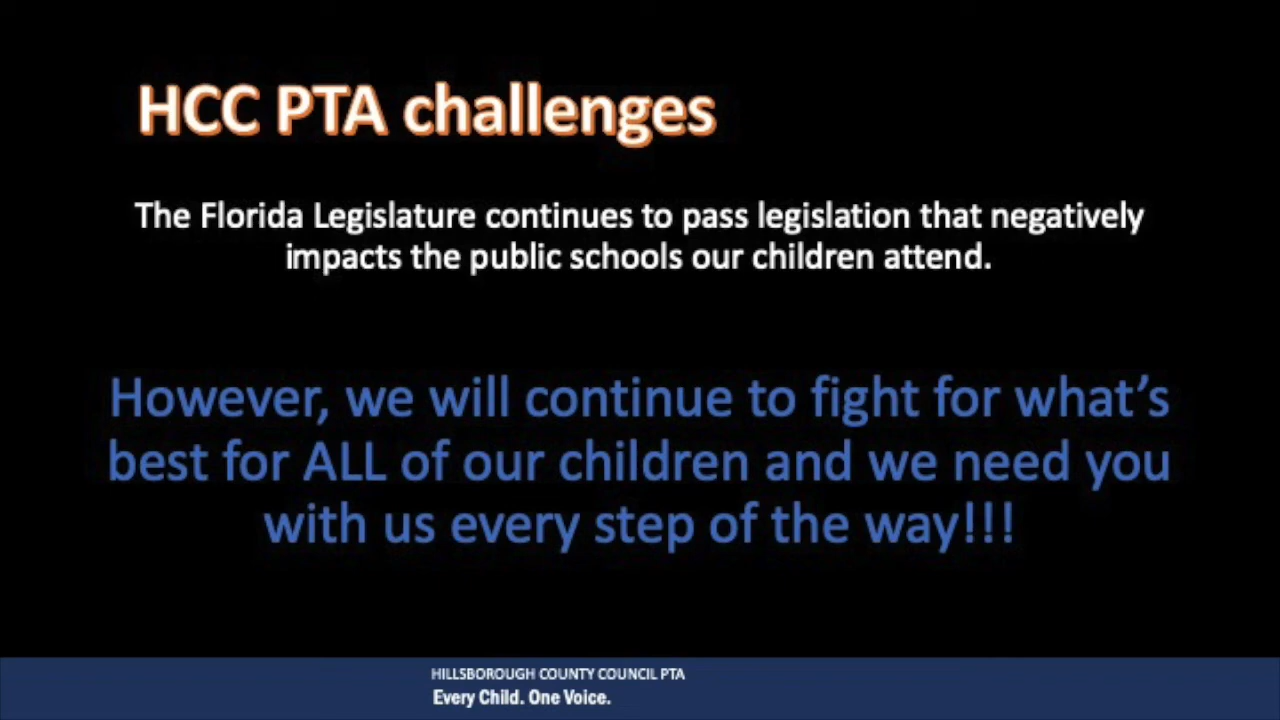 HCC PTA challenges
The Florida Legislature continues to pass legislation that negatively
impacts the public schools our children attend.
However, we will continue to fight for what's
best for ALL of our children and we need you
with us every step of the way!!!
HILLSBOROUGH COUNTY COUNCIL PTA
Every Child. One Voice.